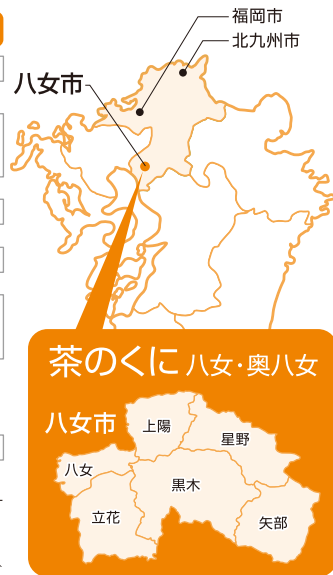 福岡市
北九州市
八女市
茶のくに 八女・奥八女
八女市
上陽
星野
八女
黒木
立花
矢部